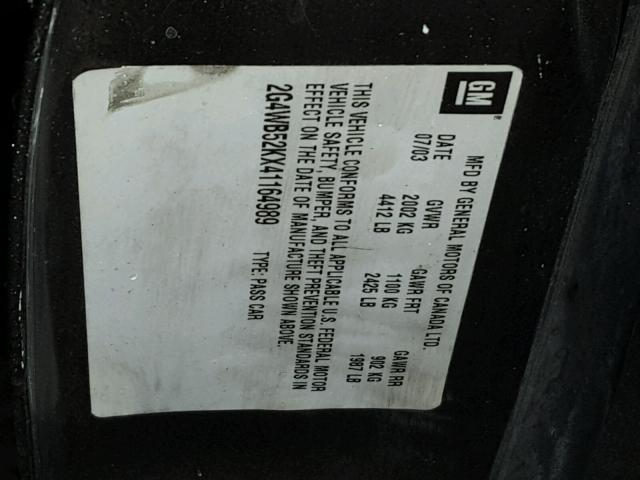 GM
MFD BY GENERAL MOTORS OF CANADA LTD.
DATE GVWR GAWR FRT GAWR RR
07/03 2002 KG 1100 KG 902 KG
4412 LB 2425 LB 1987 LB
THIS VEHICLE CONFORMS TO ALL APPLICABLE U.S. FEDERAL MOTOR
VEHICLE SAFETY, BUMPER, AND THEFT PREVENTION STANDARDS IN
EFFECT ON THE DATE OF MANUFACTURE SHOWN ABOVE.
2G4WB52KX41164989 TYPE: PASS CAR